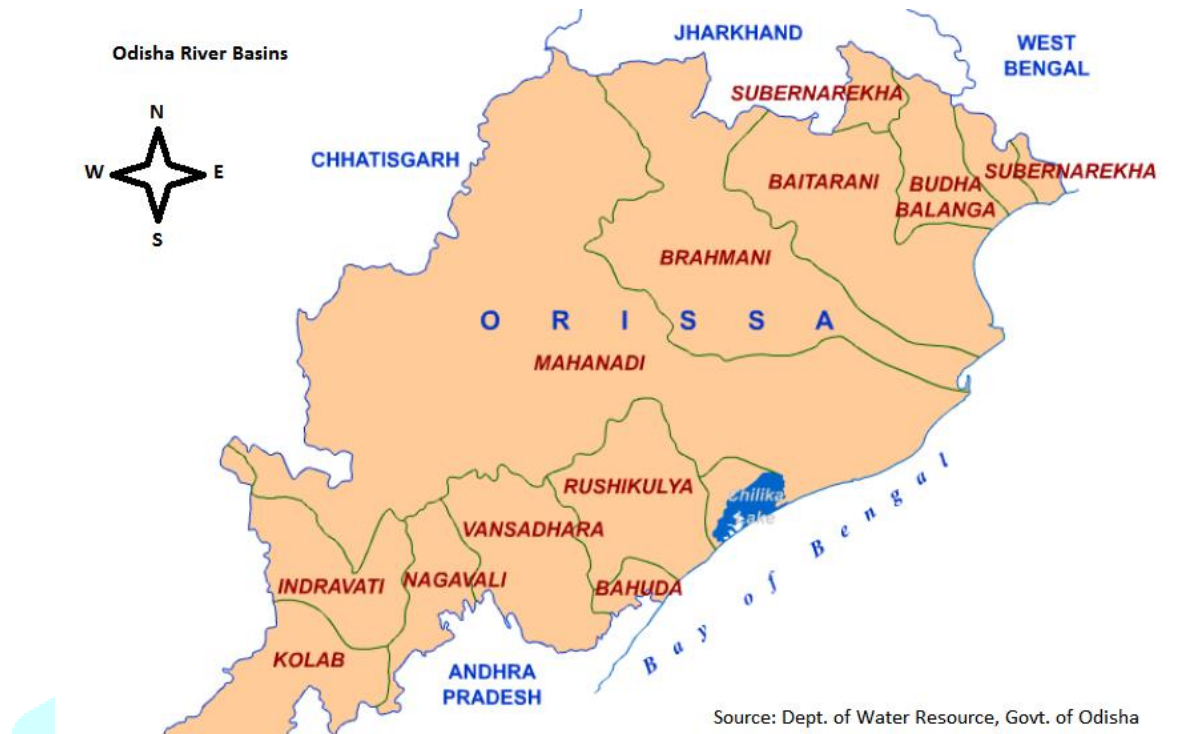 Odisha River Basins
N
W
E
S
JHARKHAND
WEST
BENGAL
CHHATISGARH
SUBERNAREKHA
BAITARANI
BUDHA
BALANGA
SUBERNAREKHA
BRAHMANI
ORISSA
MAHANADI
RUSHIKULYA
Chilika
Lake
VANSADHARA
INDRAVATI
NAGAVALI
BAHUDA
KOLAB
ANDHRA
PRADESH
Bay of Bengal
Source: Dept. of Water Resource, Govt. of Odisha